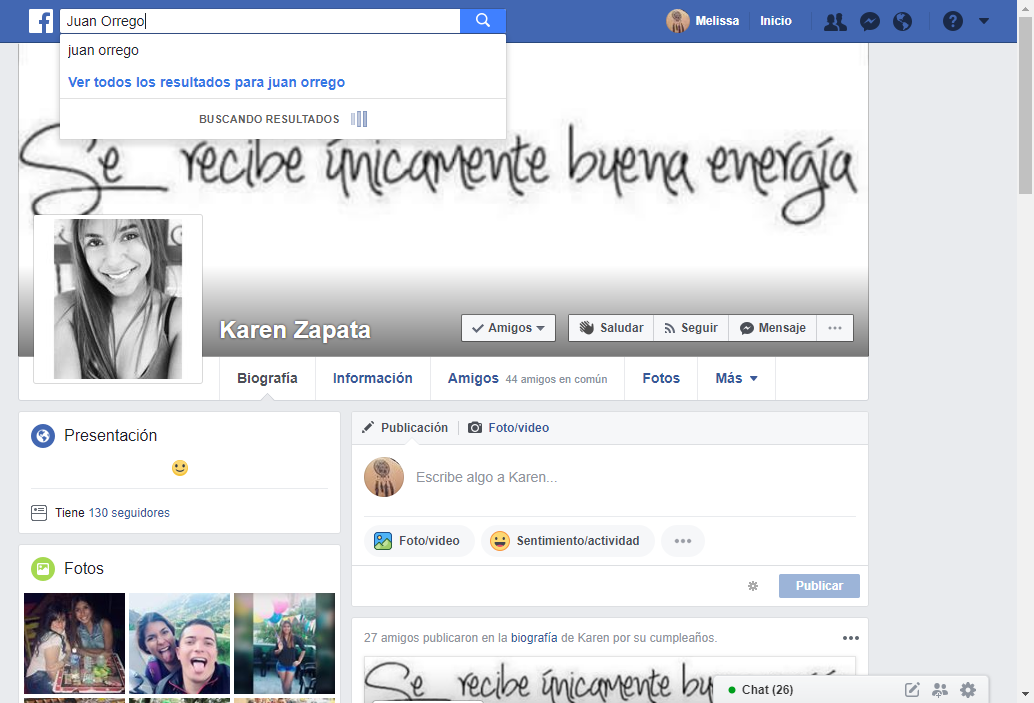 Juan Orrego
Melissa
Inicio
juan orrego
Ver todos los resultados para juan orrego
BUSCANDO RESULTADOS
Se recibe únicamente buena energía
Karen Zapata
Amigos
Saludar
Seguir
Mensaje
Biografía
Información
Amigos 44 amigos en común
Fotos
Más
Presentación
Tiene 130 seguidores
Fotos
Publicación
Foto/video
Escribe algo a Karen...
Foto/video
Sentimiento/actividad
Publicar
27 amigos publicaron en la biografía de Karen por su cumpleaños.
Se recibe únicamente
Chat (26)